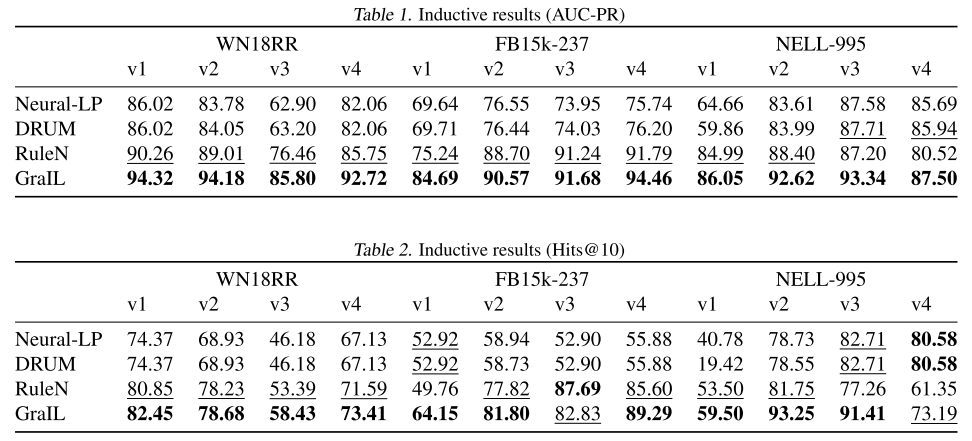 Table 1. Inductive results (AUC-PR)
WN18RR FB15k-237 NELL-995
v1 v2 v3 v4 v1 v2 v3 v4 v1 v2 v3 v4
Neural-LP 86.02 83.78 62.90 82.06 69.64 76.55 73.95 75.74 64.66 83.61 87.58 85.69
DRUM 86.02 84.05 63.20 82.06 69.71 76.44 74.03 76.20 59.86 83.99 87.71 85.94
RuleN 90.26 89.01 76.46 85.75 75.24 88.70 91.24 91.79 84.99 88.40 87.20 80.52
GraIL 94.32 94.18 85.80 92.72 84.69 90.57 91.68 94.46 86.05 92.62 93.34 87.50
Table 2. Inductive results (Hits@10)
WN18RR FB15k-237 NELL-995
v1 v2 v3 v4 v1 v2 v3 v4 v1 v2 v3 v4
Neural-LP 74.37 68.93 46.18 67.13 52.92 58.94 52.90 55.88 40.78 78.73 82.71 80.58
DRUM 74.37 68.93 46.18 67.13 52.92 58.73 52.90 55.88 19.42 78.55 82.71 80.58
RuleN 80.85 78.23 53.39 71.59 49.76 77.82 87.69 85.60 53.50 81.75 77.26 61.35
GraIL 82.45 78.68 58.43 73.41 64.15 81.80 82.83 89.29 59.50 93.25 91.41 73.19